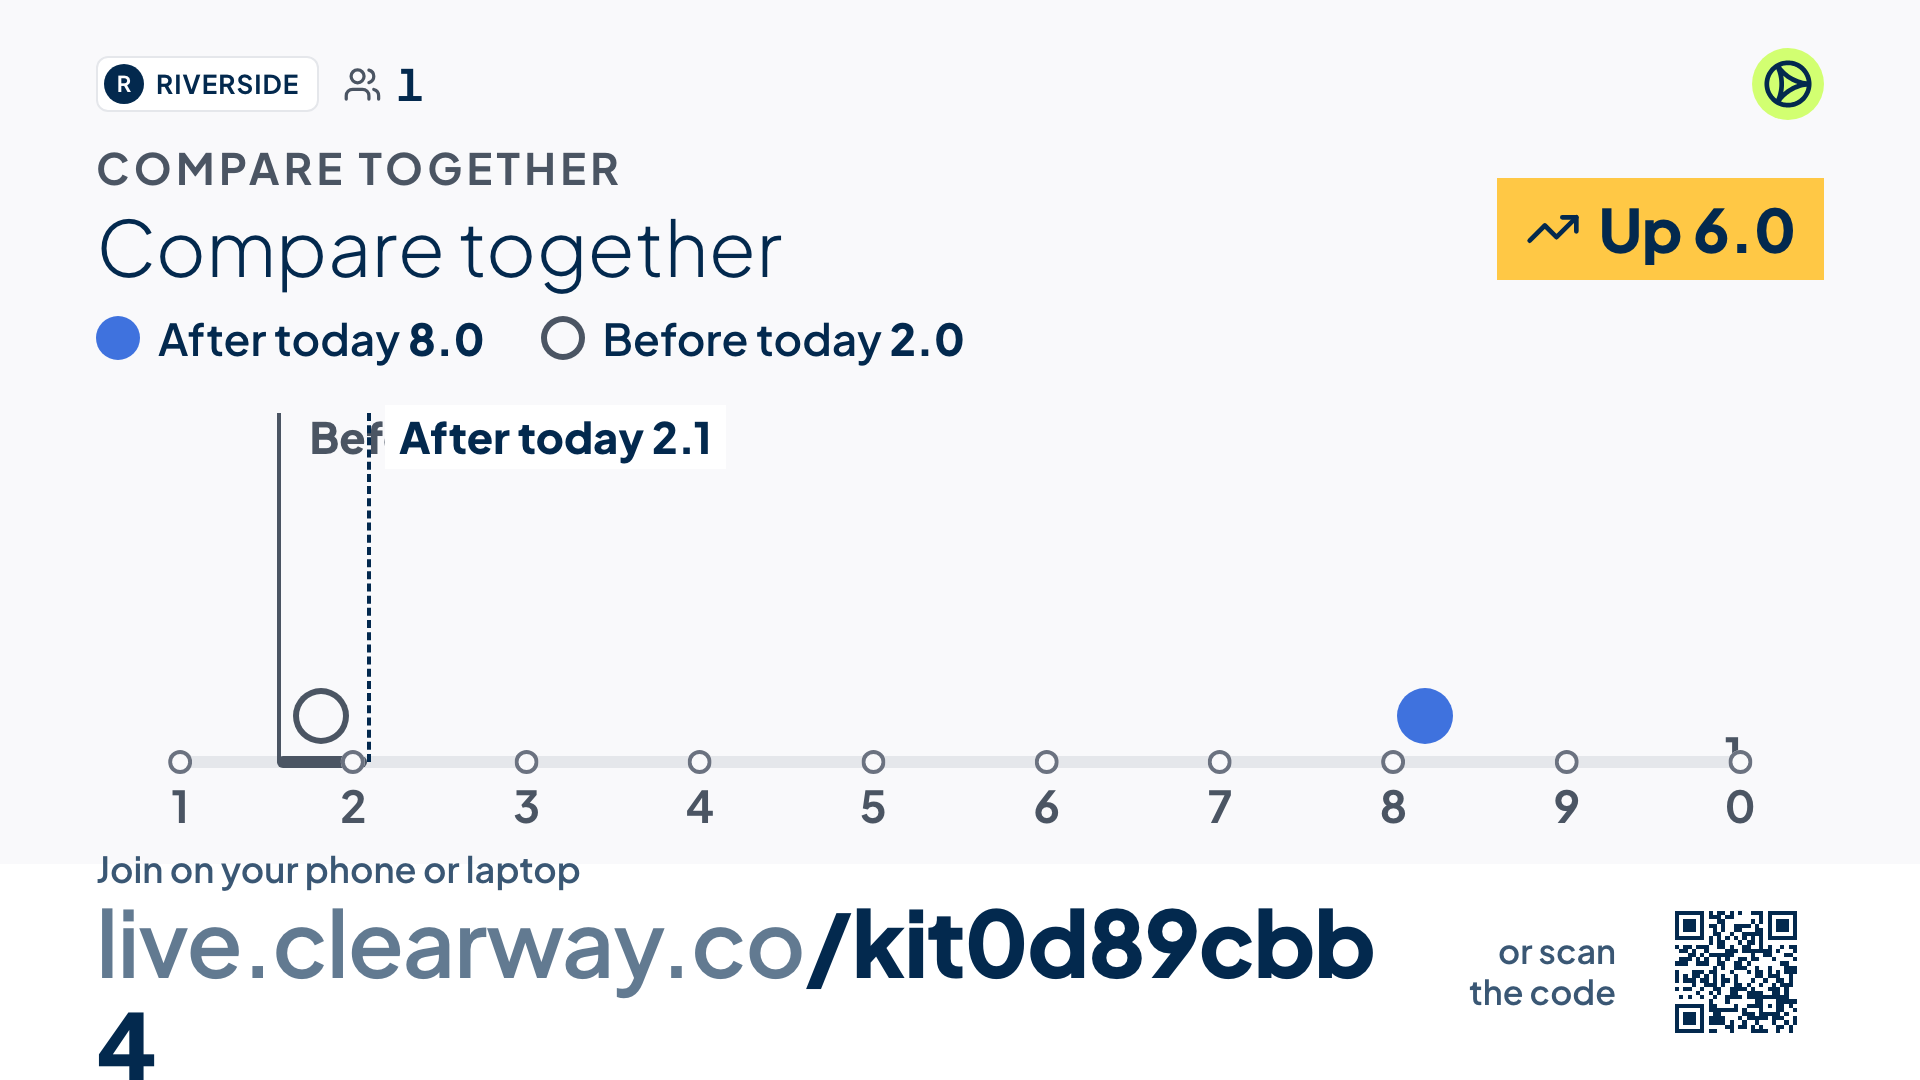 R RIVERSIDE 1
COMPARE TOGETHER
Compare together
Up 6.0
After today 8.0 Before today 2.0
After today 2.1
1 2 3 4 5 6 7 8 9 10
Join on your phone or laptop
live.clearway.co/kit0d89cbb
4
or scan
the code